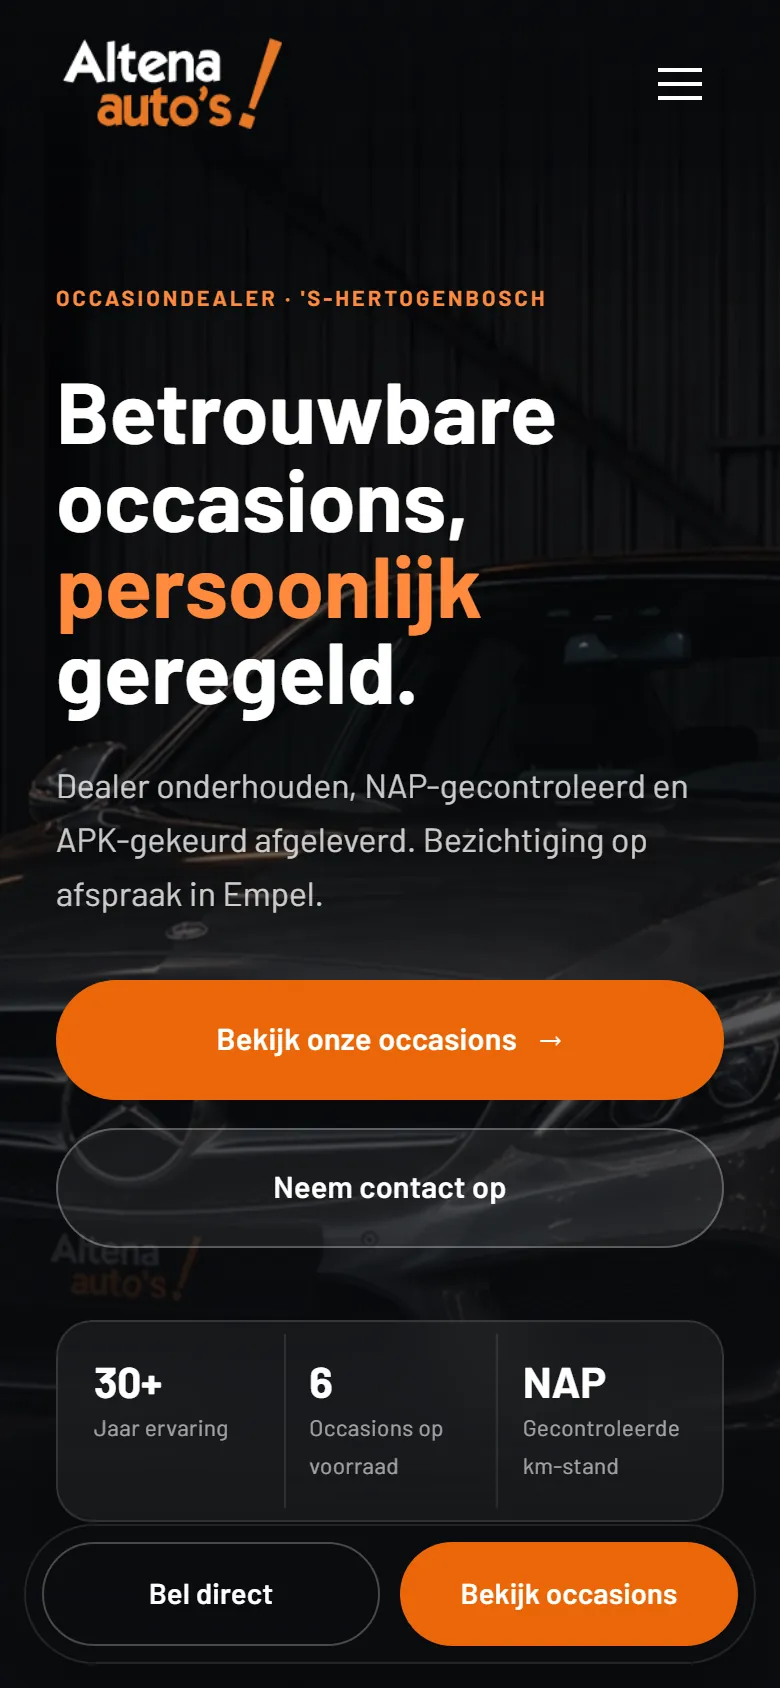 Altena
auto's!
OCCASIONDEALER · 'S-HERTOGENBOSCH
Betrouwbare
occasions,
persoonlijk
geregeld.
Dealer onderhouden, NAP-gecontroleerd en
APK-gekeurd afgeleverd. Bezichtiging op
afspraak in Empel.
Bekijk onze occasions →
Neem contact op
Altena
auto's!
30+
Jaar ervaring
6
Occasions op
voorraad
NAP
Gecontroleerde
km-stand
Bel direct
Bekijk occasions